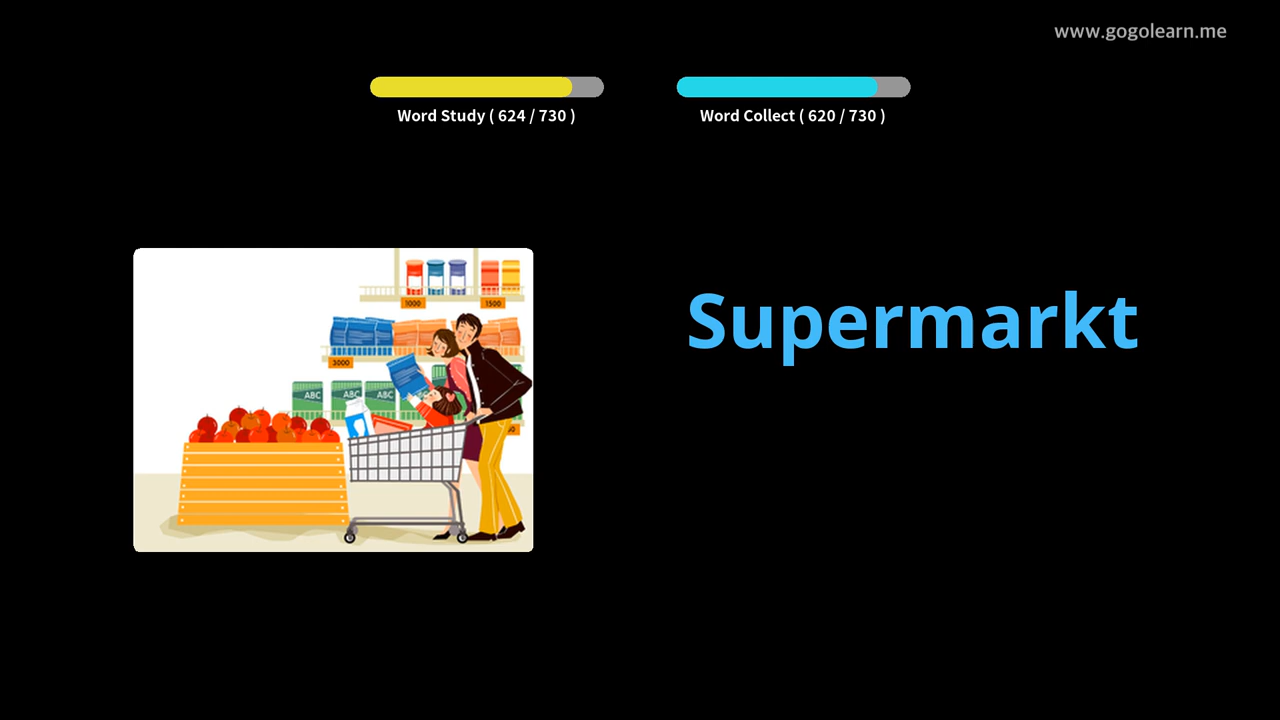 www.gogolearn.me
Word Study ( 624 / 730 )
Word Collect ( 620 / 730 )
Supermarkt
1000
1500
3000
ABC
ABC
ABC